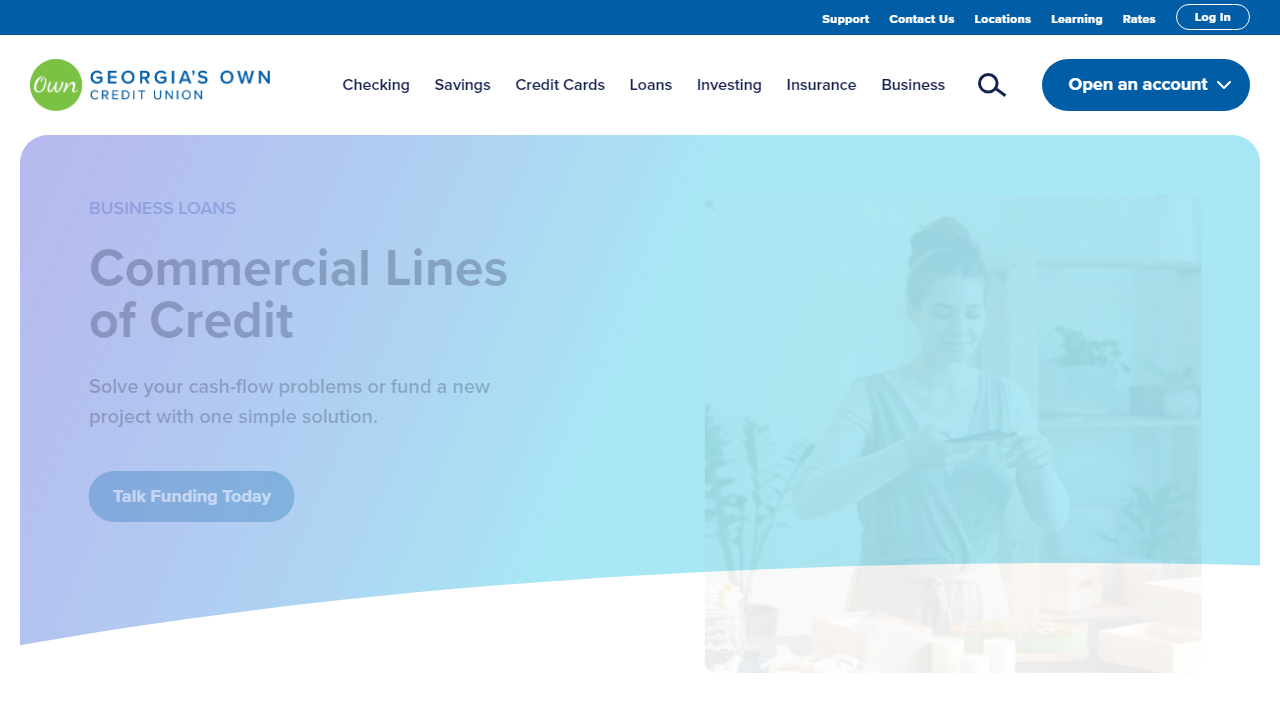 Support Contact Us Locations Learning Rates Log In
Own GEORGIA'S OWN
CREDIT UNION
Checking Savings Credit Cards Loans Investing Insurance Business
Open an account
BUSINESS LOANS
Commercial Lines
of Credit
Solve your cash-flow problems or fund a new
project with one simple solution.
Talk Funding Today